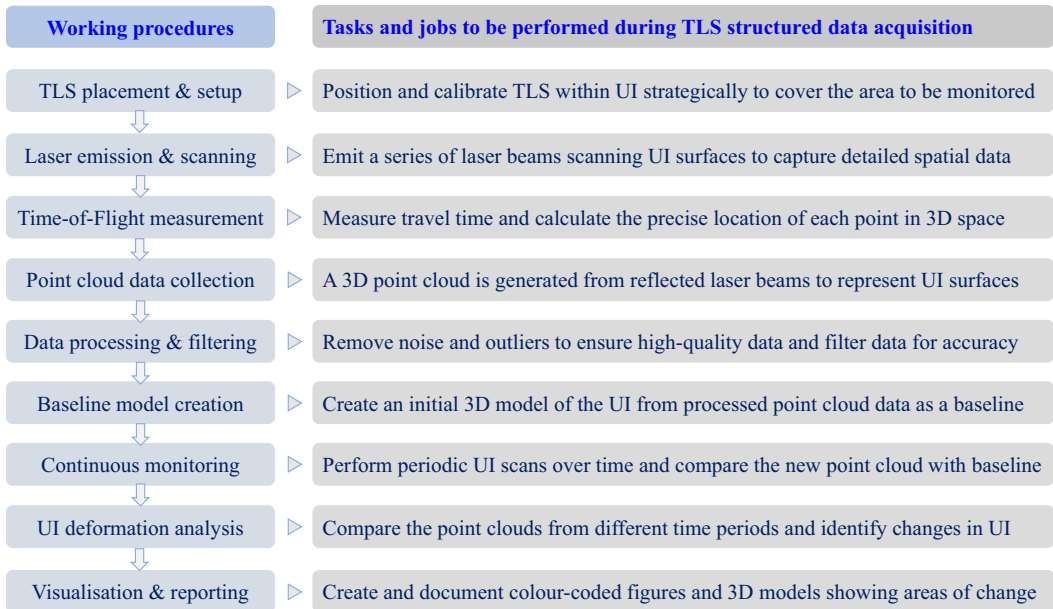 Working procedures
Tasks and jobs to be performed during TLS structured data acquisition
TLS placement & setup
Position and calibrate TLS within UI strategically to cover the area to be monitored
Laser emission & scanning
Emit a series of laser beams scanning UI surfaces to capture detailed spatial data
Time-of-Flight measurement
Measure travel time and calculate the precise location of each point in 3D space
Point cloud data collection
A 3D point cloud is generated from reflected laser beams to represent UI surfaces
Data processing & filtering
Remove noise and outliers to ensure high-quality data and filter data for accuracy
Baseline model creation
Create an initial 3D model of the UI from processed point cloud data as a baseline
Continuous monitoring
Perform periodic UI scans over time and compare the new point cloud with baseline
UI deformation analysis
Compare the point clouds from different time periods and identify changes in UI
Visualisation & reporting
Create and document colour-coded figures and 3D models showing areas of change